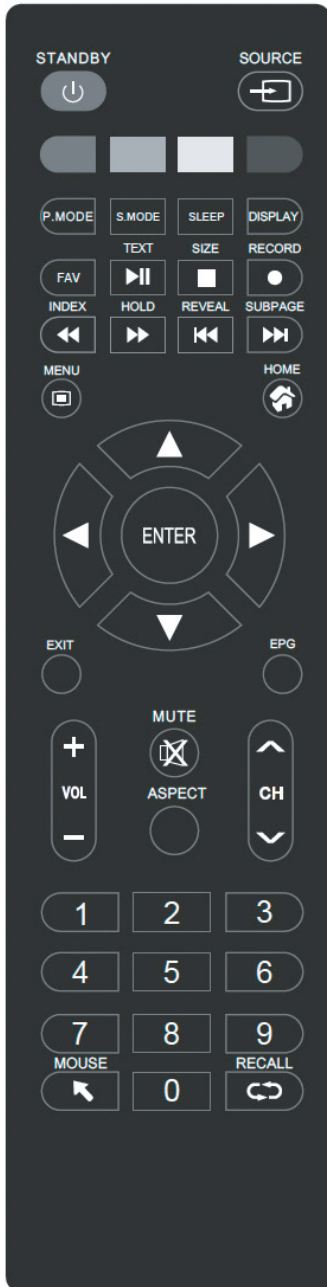 STANDBY SOURCE
P.MODE S.MODE SLEEP DISPLAY
TEXT SIZE RECORD
FAV
INDEX HOLD REVEAL SUBPAGE
MENU HOME
ENTER
EXIT EPG
MUTE
VOL ASPECT CH
1 2 3
4 5 6
7 8 9
MOUSE RECALL
0